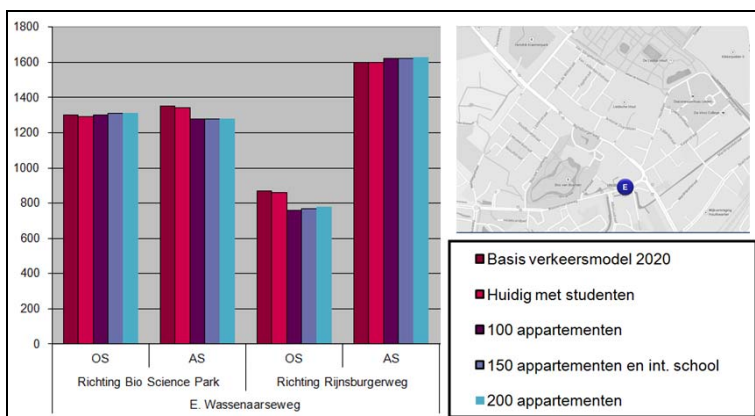 1800
1600
1400
1200
1000
800
600
400
200
0
OS
AS
OS
AS
Richting Bio Science Park
Richting Rijnsburgerweg
E. Wassenaarseweg
E
Basis verkeersmodel 2020
Huidig met studenten
100 appartementen
150 appartementen en int. school
200 appartementen